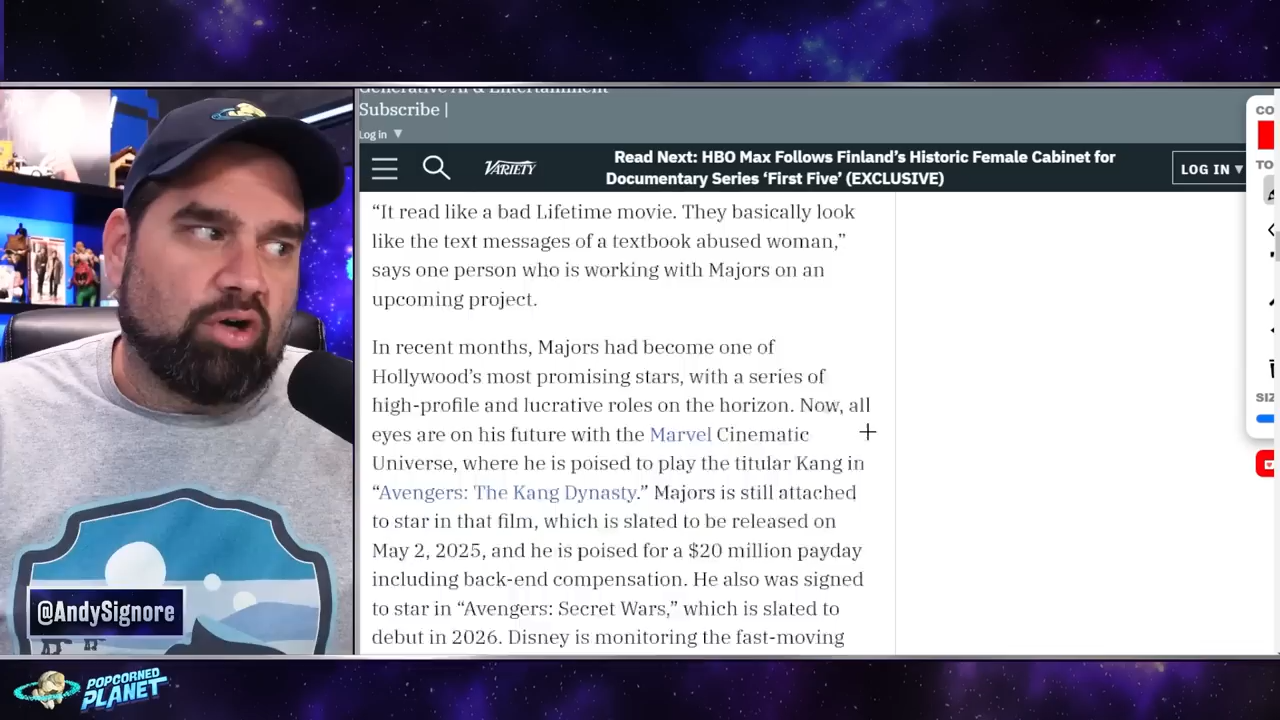 Generative AI & Entertainment
Subscribe |
Log in ▼
VARIETY
Read Next: HBO Max Follows Finland’s Historic Female Cabinet for
Documentary Series ‘First Five’ (EXCLUSIVE)
LOG IN ▼
“It read like a bad Lifetime movie. They basically look
like the text messages of a textbook abused woman,”
says one person who is working with Majors on an
upcoming project.
In recent months, Majors had become one of
Hollywood’s most promising stars, with a series of
high-profile and lucrative roles on the horizon. Now, all
eyes are on his future with the Marvel Cinematic
Universe, where he is poised to play the titular Kang in
“Avengers: The Kang Dynasty.” Majors is still attached
to star in that film, which is slated to be released on
May 2, 2025, and he is poised for a $20 million payday
including back-end compensation. He also was signed
to star in “Avengers: Secret Wars,” which is slated to
debut in 2026. Disney is monitoring the fast-moving
CO
TO
SIZ
@AndySignore
POPCORNED
PLANET